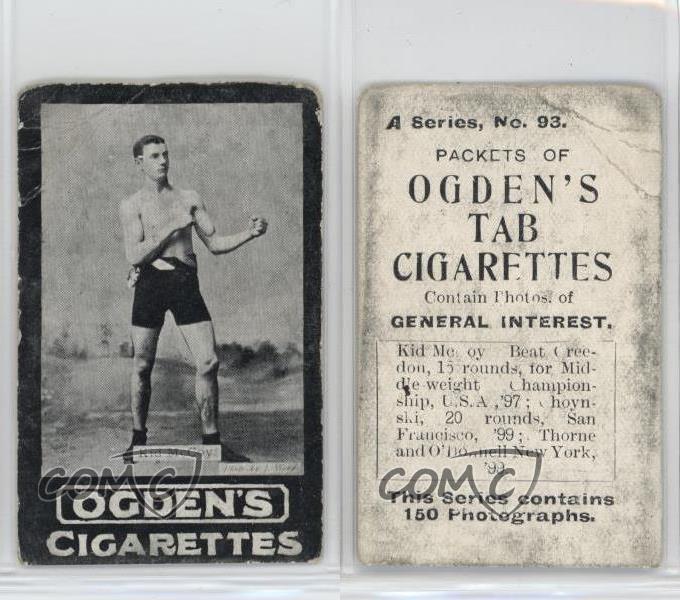 Kid McCoy
OGDEN'S
CIGARETTES
COMC
A Series, No. 93.
PACKETS OF
OGDEN'S
TAB
CIGARETTES
Contain Photos. of
GENERAL INTEREST.
Kid McCoy Beat Cree-
don, 15 rounds, for Mid-
dle-weight Champion-
ship, U.S.A., '97; Choyn-
ski, 20 rounds, San
Francisco, '99; Thorne
and O'Donnell New York,
'99
This Series contains
150 Photographs.
COMC